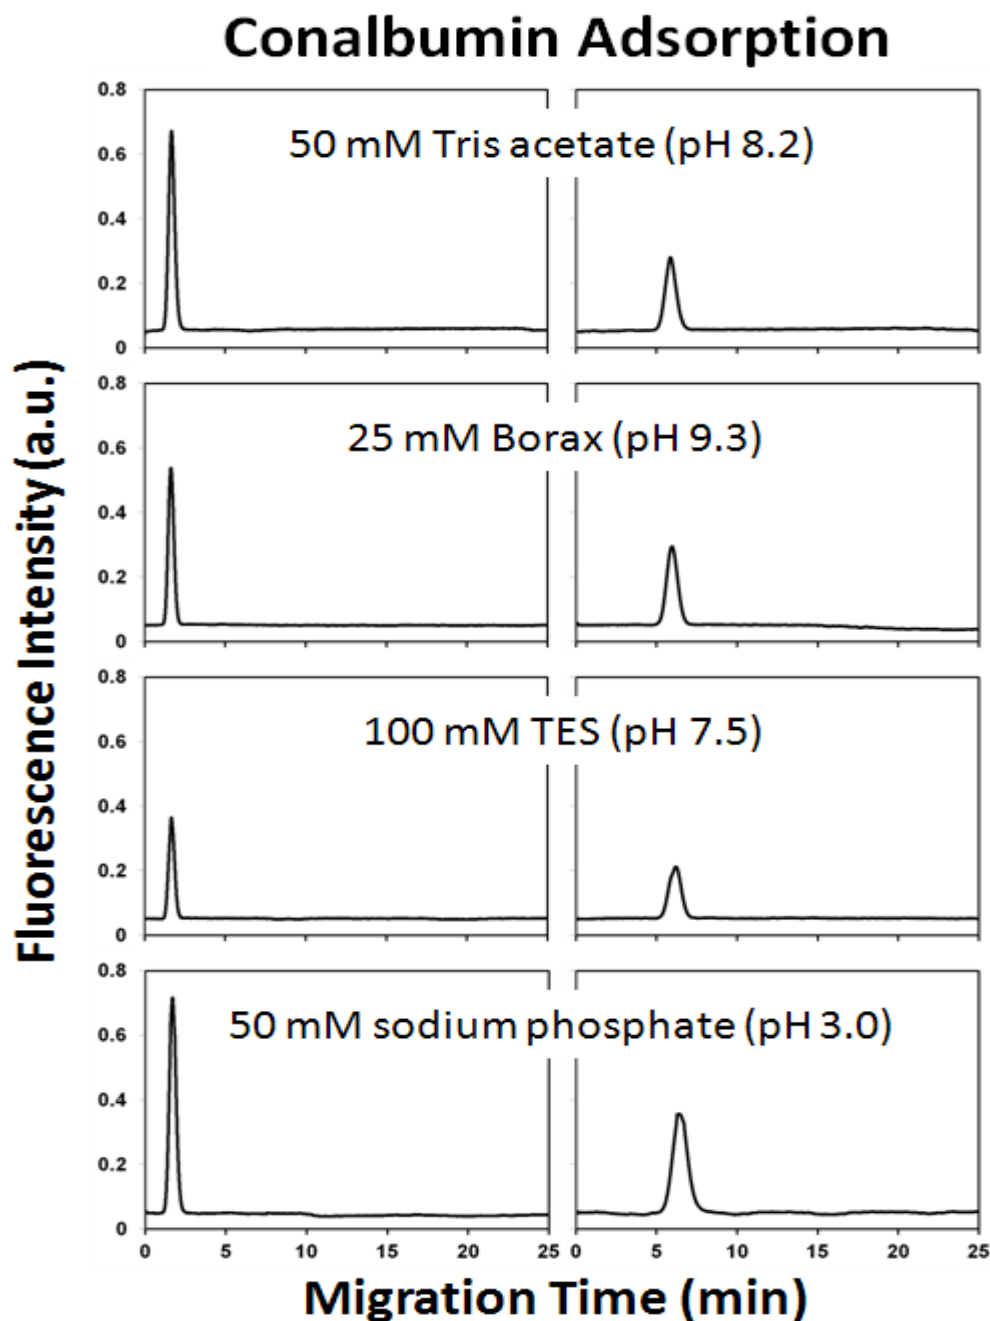 Conalbumin Adsorption
0.8
50 mM Tris acetate (pH 8.2)
0.6
0.4
0.2
0
0 5 10 15 20 25 0 5 10 15 20 25
0.8
25 mM Borax (pH 9.3)
0.6
0.4
0.2
0
0.8
100 mM TES (pH 7.5)
0.6
0.4
0.2
0
0.8
50 mM sodium phosphate (pH 3.0)
0.6
0.4
0.2
0
Fluorescence Intensity (a.u.)
Migration Time (min)